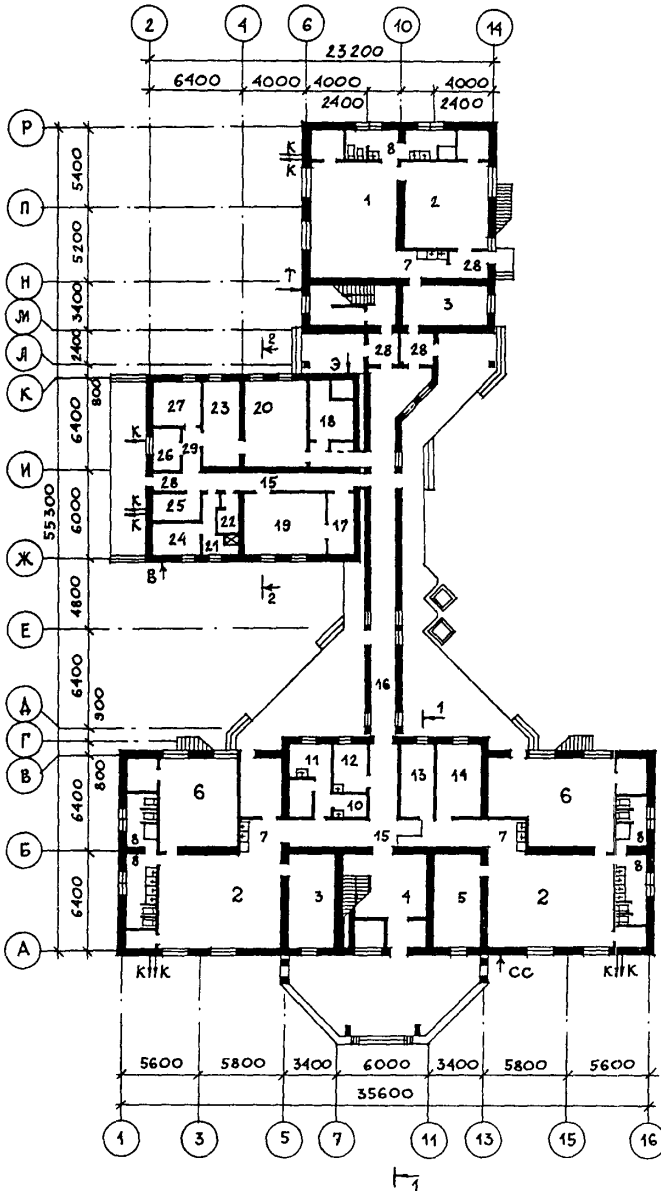 2 4 6 10 14
23200
6400 4000 4000 4000
2400 2400
Р
К 8
К
5400
1 2
П
5200
7 28
Н
Т
3400 3
М
2 28 28
2400
Л
Э
К
800
27 23 20 18
6400
К
26 29
И
28 15
55300
К
25 22
6000 19 17
К
24 21
Ж
В 2
4800
Е
6400 16
900 1
Д
Г
В
800 11 12 13 14
6 6
6400 10
8 7 15 7 8
Б
8 8
6400 2 3 4 5 2
А
К К СС К К
5600 5800 3400 6000 3400 5800 5600
35600
1 3 5 7 11 13 15 16
1